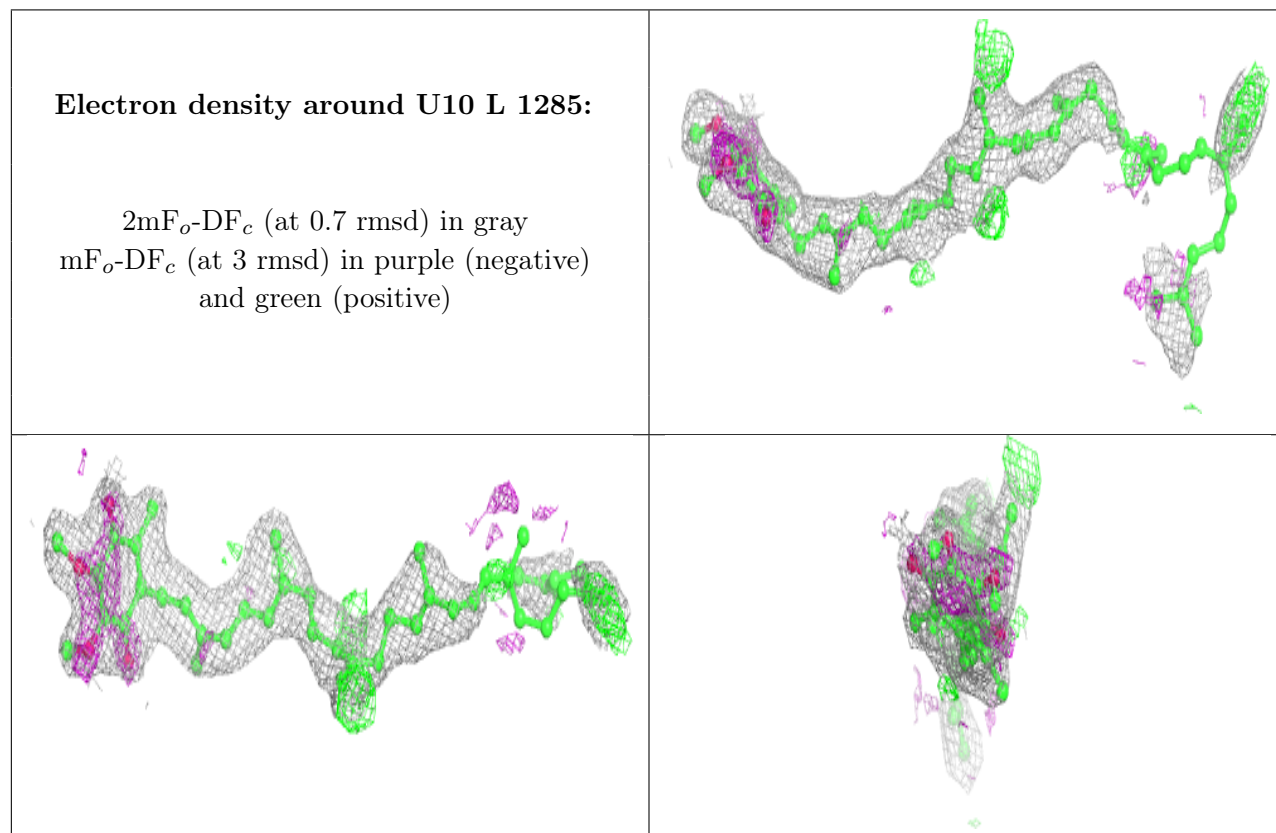 Electron density around U10 L 1285:
2mFo-DFc (at 0.7 rmsd) in gray
mFo-DFc (at 3 rmsd) in purple (negative)
and green (positive)